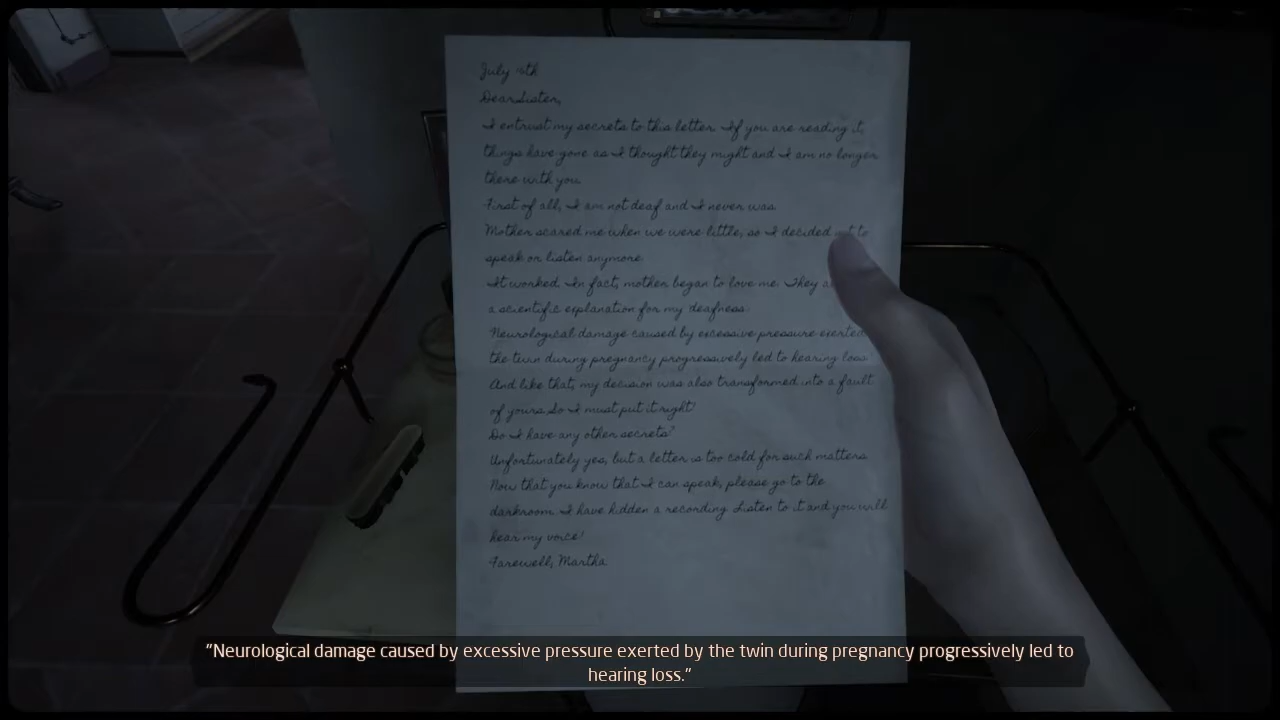 July
Dear Sister,
I entrust my secrets to this letter. If you are reading it,
things have gone as I thought they might and I am no longer
there with you.
First of all, I am not deaf and I never was.
Mother scared me when we were little, so I decided not to
speak or listen anymore.
It worked. In fact, mother began to love me. They
a scientific explanation for my deafness:
Neurological damage caused by excessive pressure exerted
the twin during pregnancy progressively led to hearing loss.
And like that, my decision was also transformed into a fault
of yours. So I must put it right!
Do I have any other secrets?
Unfortunately yes, but a letter is too cold for such matters.
Now that you know that I can speak, please go to the
darkroom. I have hidden a recording. Listen to it and you will
hear my voice!
Farewell, Martha
"Neurological damage caused by excessive pressure exerted by the twin during pregnancy progressively led to
hearing loss."